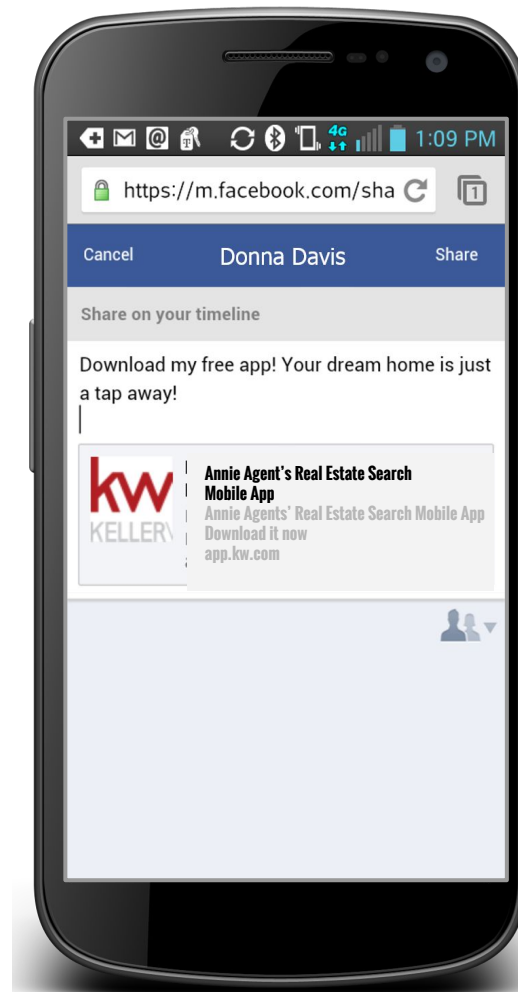 4G
1:09 PM
https://m.facebook.com/sha
1
Cancel
Donna Davis
Share
Share on your timeline
Download my free app! Your dream home is just
a tap away!
kw
KELLER
Annie Agent's Real Estate Search
Mobile App
Annie Agents' Real Estate Search Mobile App
Download it now
app.kw.com